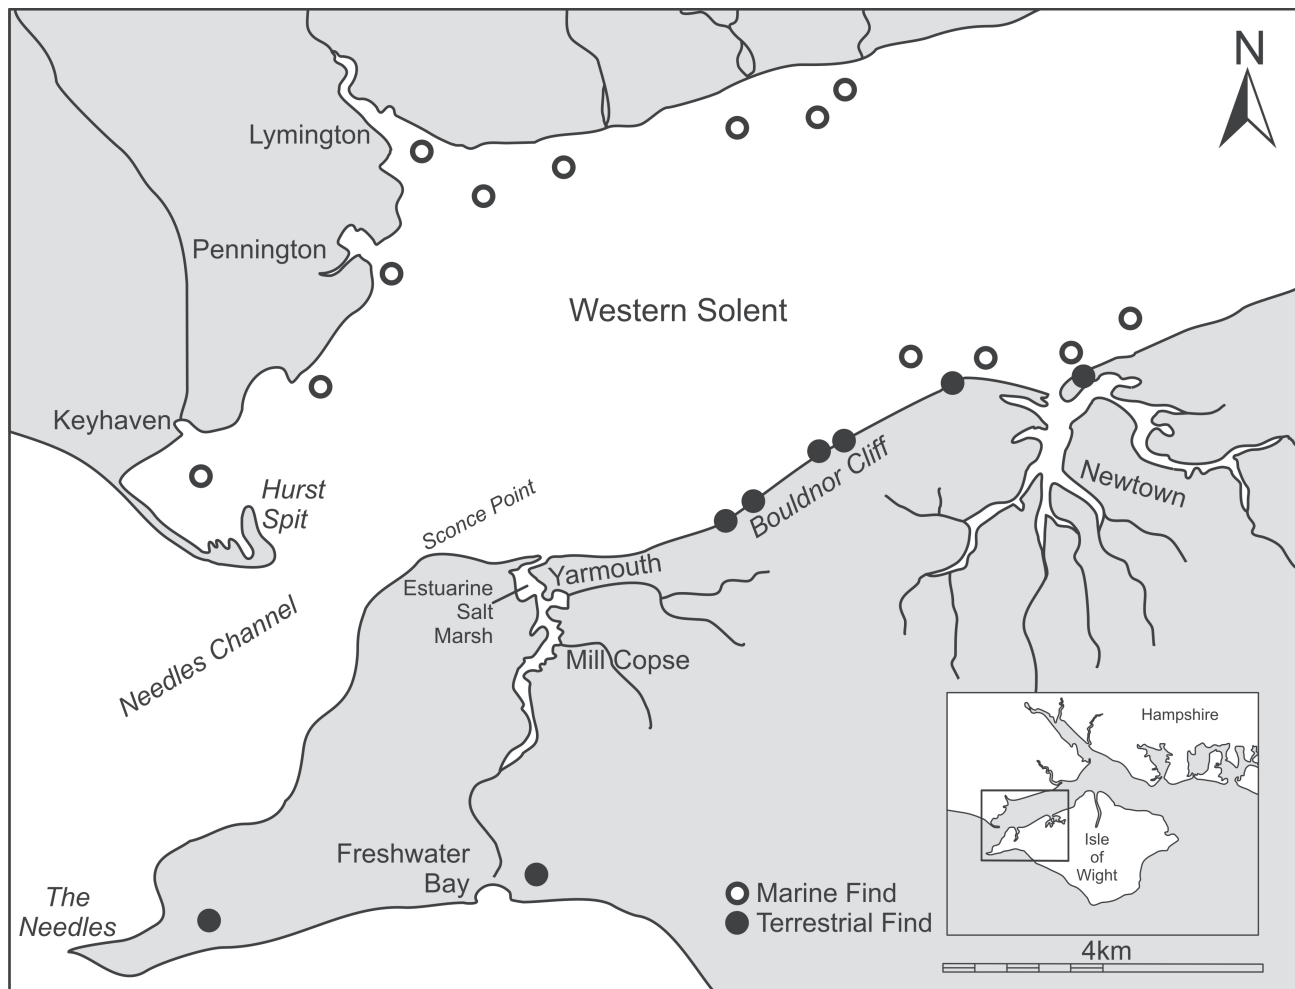 N
Lymington
Pennington
Western Solent
Keyhaven
Hurst
Spit
Bouldnor Cliff
Newtown
Sconce Point
Yarmouth
Estuarine
Salt
Marsh
Needles Channel
Mill Copse
Hampshire
Isle
of
Wight
Freshwater
Bay
The
Needles
Marine Find
Terrestrial Find
4km